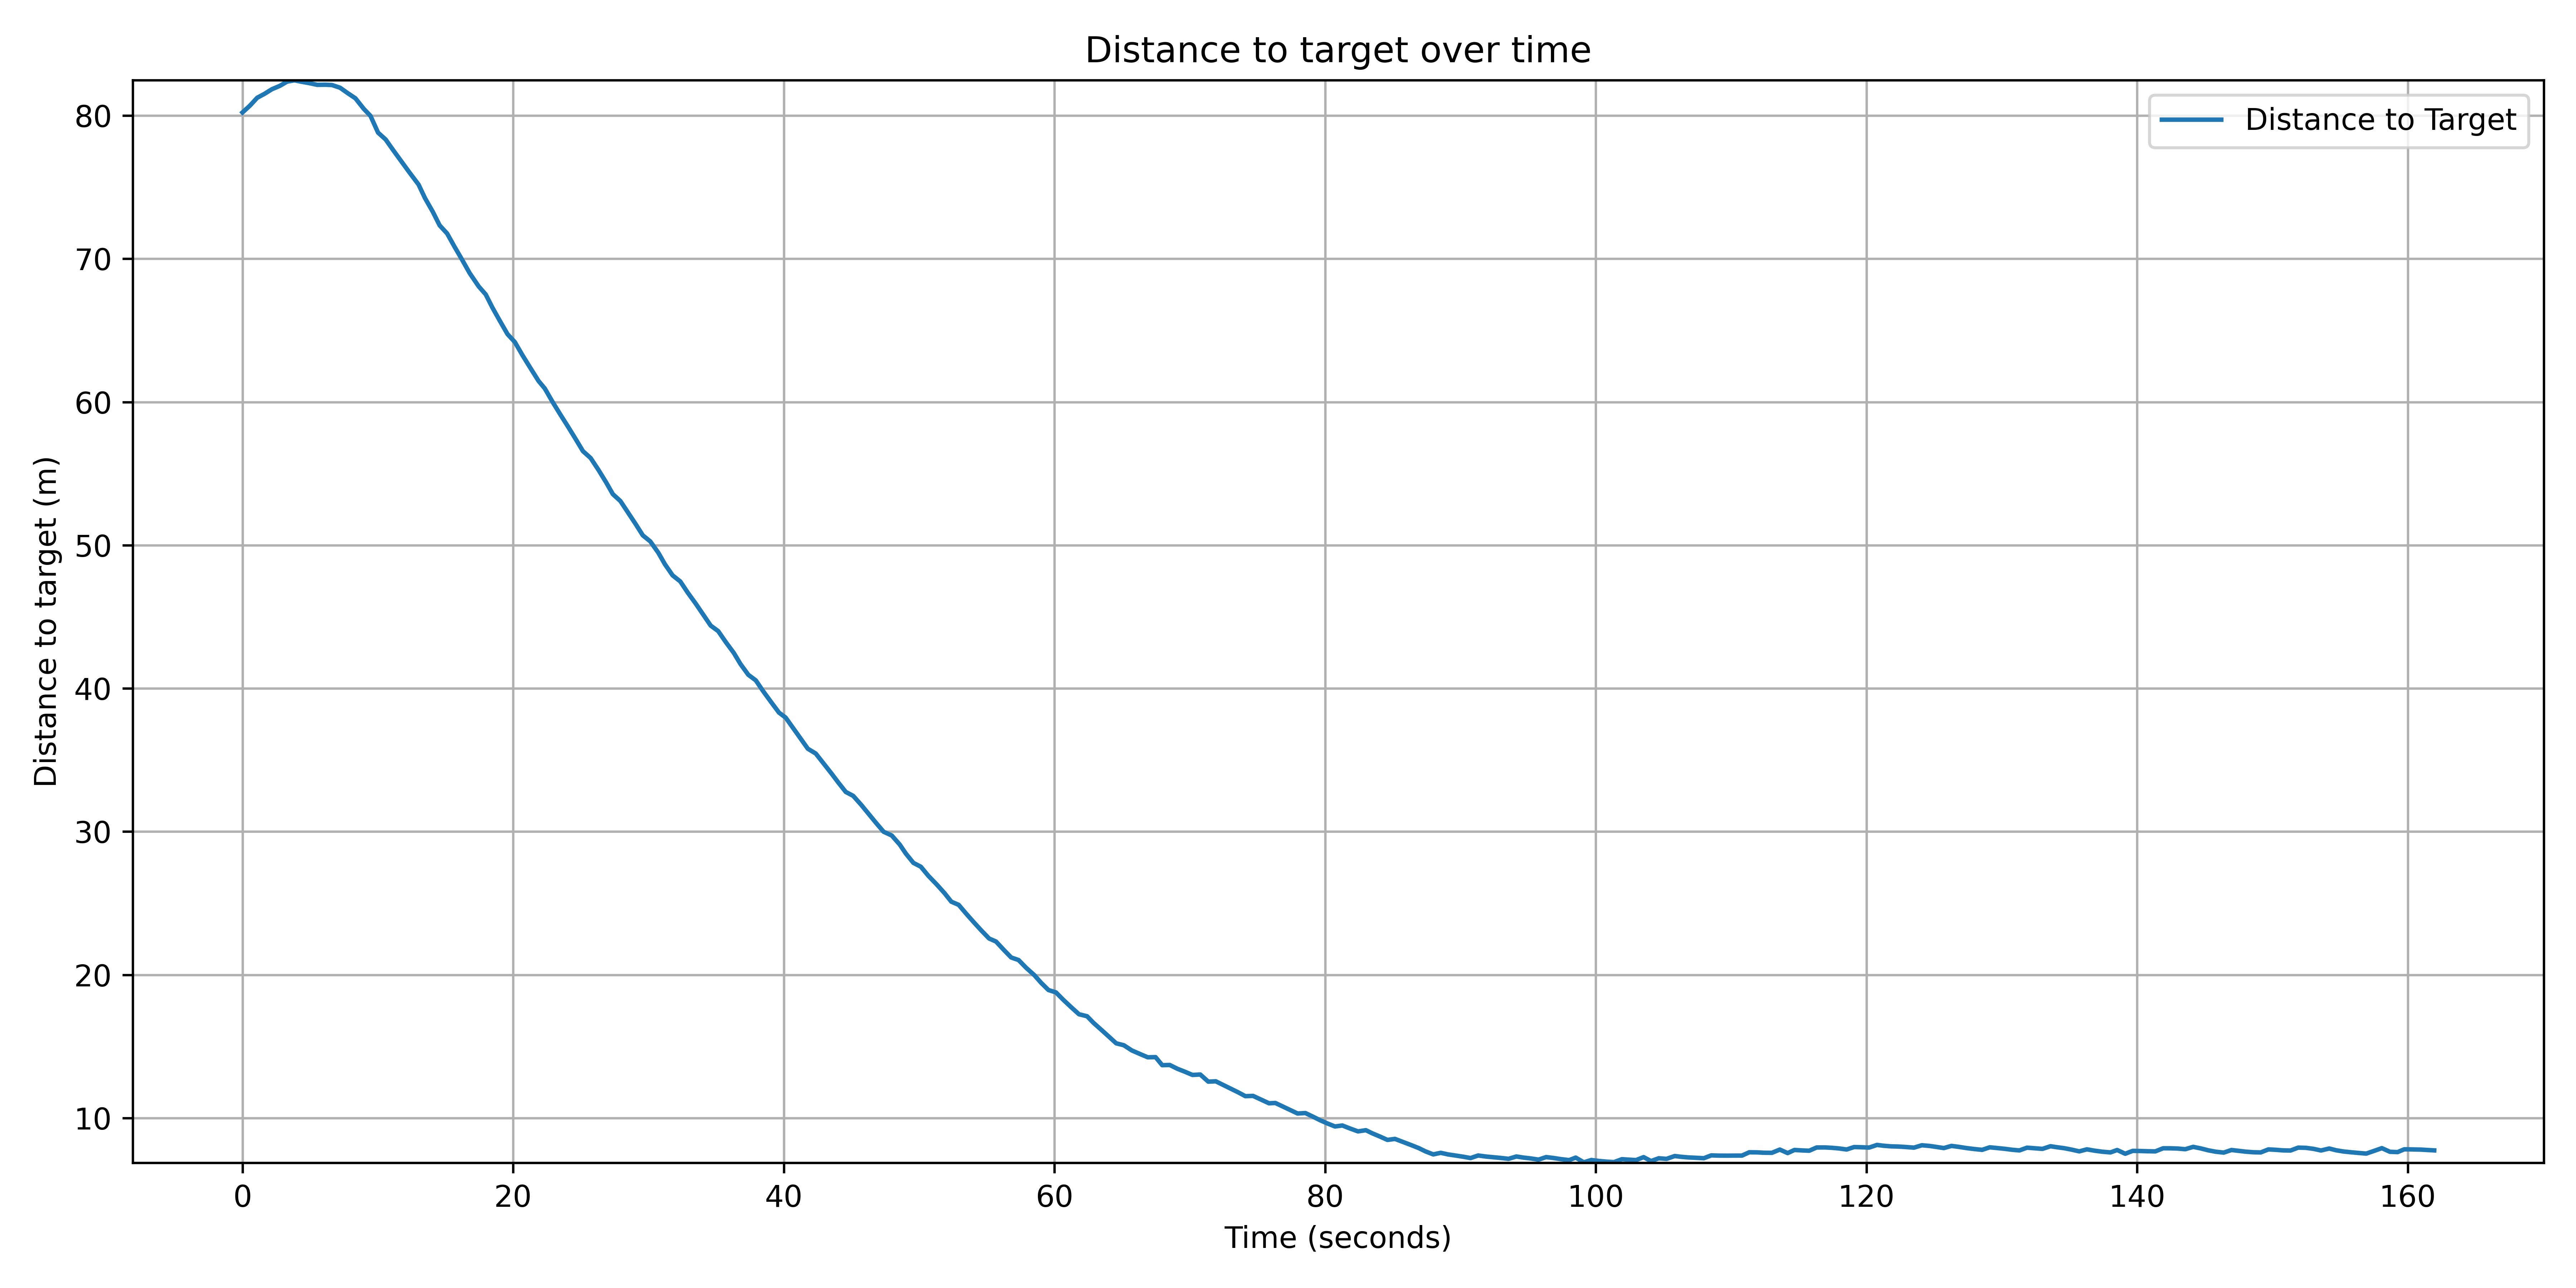 Distance to target over time
Distance to Target
Distance to target (m)
80
70
60
50
40
30
20
10
0 20 40 60 80 100 120 140 160
Time (seconds)